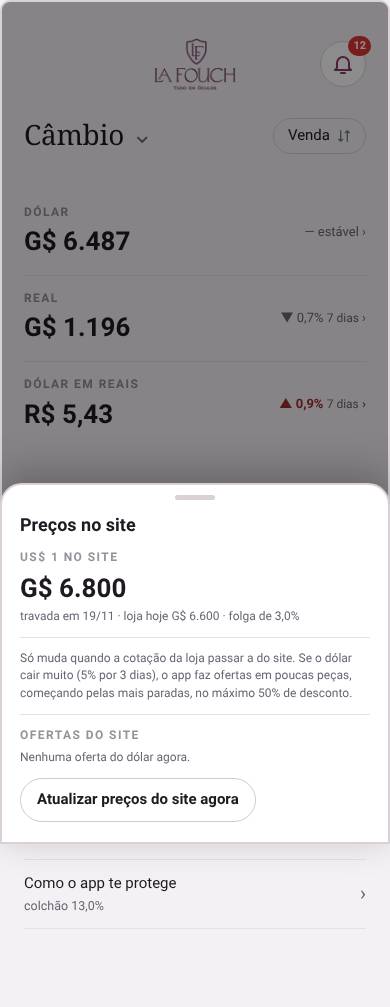 LF
LA FOUCH
Tudo em Óculos
12
Câmbio
Venda
DÓLAR
G$ 6.487
— estável ›
REAL
G$ 1.196
▼ 0,7% 7 dias ›
DÓLAR EM REAIS
R$ 5,43
▲ 0,9% 7 dias ›
Preços no site
US$ 1 NO SITE
G$ 6.800
travada em 19/11 · loja hoje G$ 6.600 · folga de 3,0%
Só muda quando a cotação da loja passar a do site. Se o dólar
cair muito (5% por 3 dias), o app faz ofertas em poucas peças,
começando pelas mais paradas, no máximo 50% de desconto.
OFERTAS DO SITE
Nenhuma oferta do dólar agora.
Atualizar preços do site agora
Como o app te protege
colchão 13,0%
›